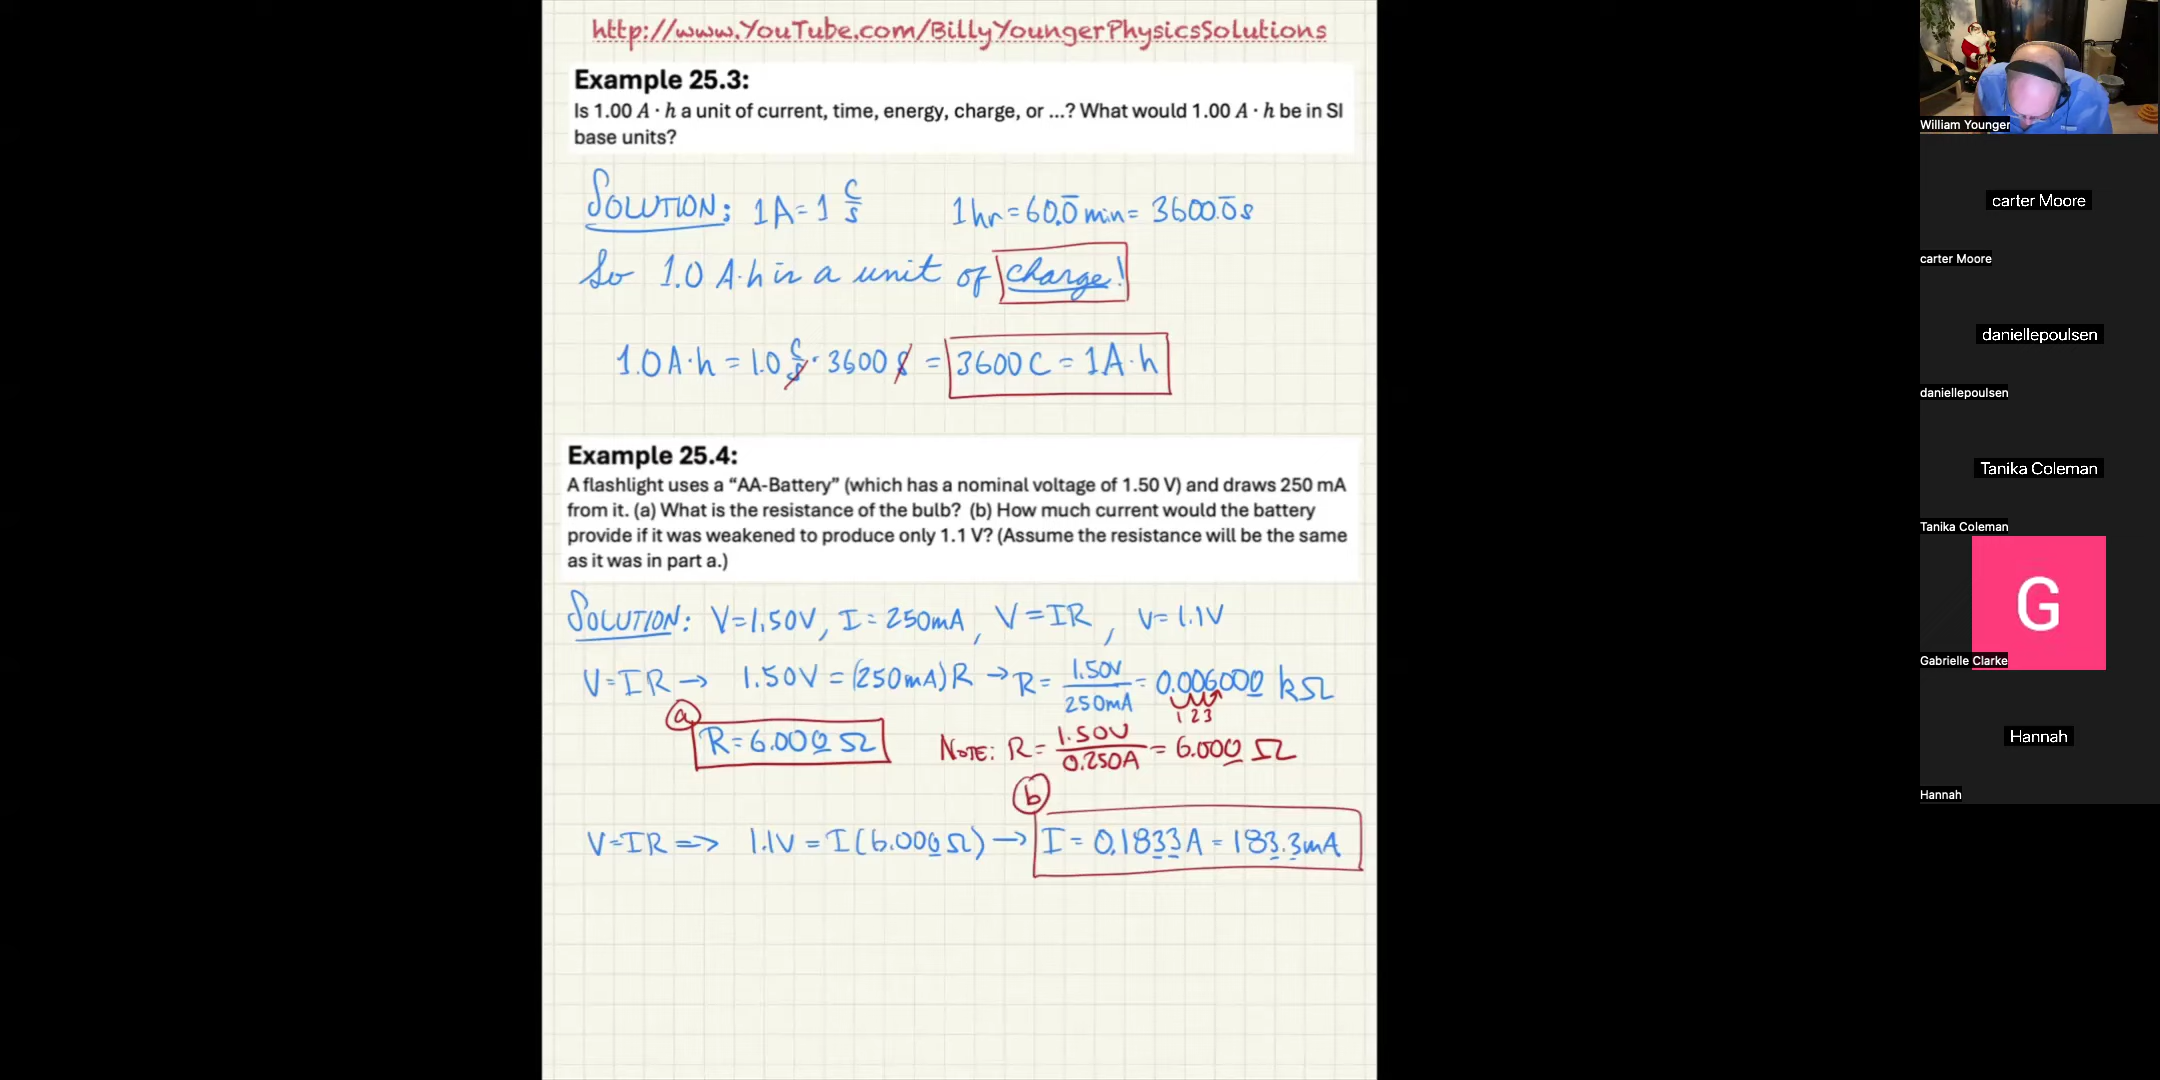 http://www.YouTube.com/BillyYoungerPhysicsSolutions
Example 25.3:
Is 1.00 A · h a unit of current, time, energy, charge, or ...? What would 1.00 A · h be in SI
base units?
SOLUTION: 1A = 1 C/s 1hr = 60.0̅ min = 3600.0̅ s
So 1.0 A·h is a unit of charge!
1.0 A·h = 1.0 C/s · 3600 s = 3600 C = 1 A·h
Example 25.4:
A flashlight uses a “AA-Battery” (which has a nominal voltage of 1.50 V) and draws 250 mA
from it. (a) What is the resistance of the bulb? (b) How much current would the battery
provide if it was weakened to produce only 1.1 V? (Assume the resistance will be the same
as it was in part a.)
SOLUTION: V=1.50V, I = 250mA, V = IR, V= 1.1V
V=IR → 1.50V = (250mA)R → R = 1.50V/250mA = 0.006000 kΩ
1 2 3
a R = 6.000 Ω NOTE: R = 1.50V/0.250A = 6.000 Ω
b
V=IR => 1.1V = I(6.000Ω) → I = 0.1833A = 183.3mA
William Younger
carter Moore
carter Moore
daniellepoulsen
daniellepoulsen
Tanika Coleman
Tanika Coleman
G
Gabrielle Clarke
Hannah
Hannah